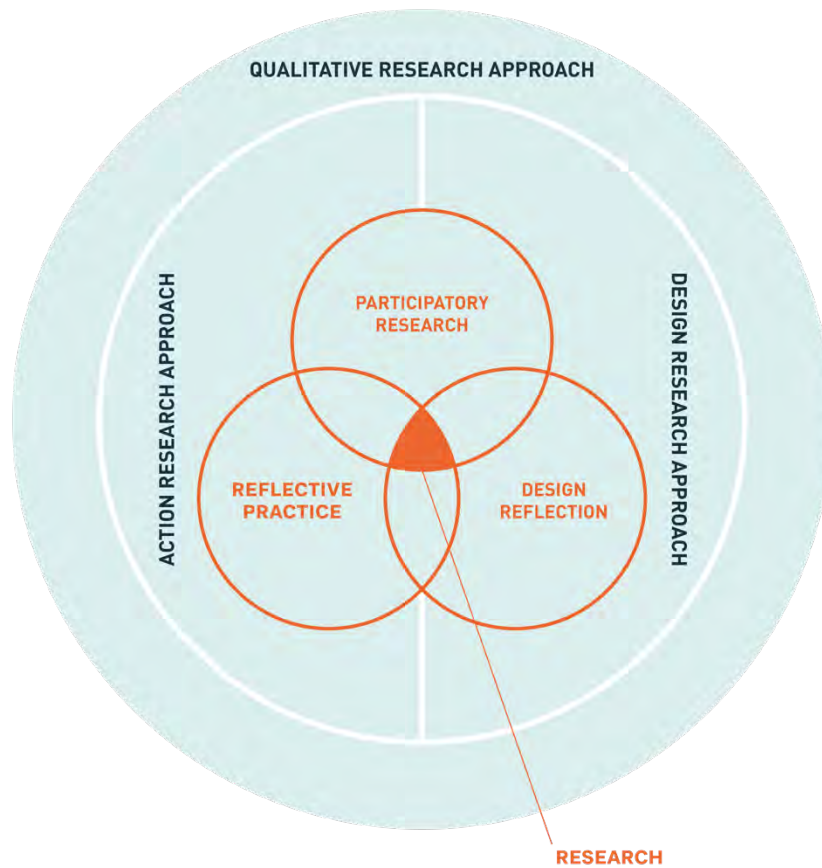 QUALITATIVE RESEARCH APPROACH
ACTION RESEARCH APPROACH
DESIGN RESEARCH APPROACH
PARTICIPATORY
RESEARCH
REFLECTIVE
PRACTICE
DESIGN
REFLECTION
RESEARCH